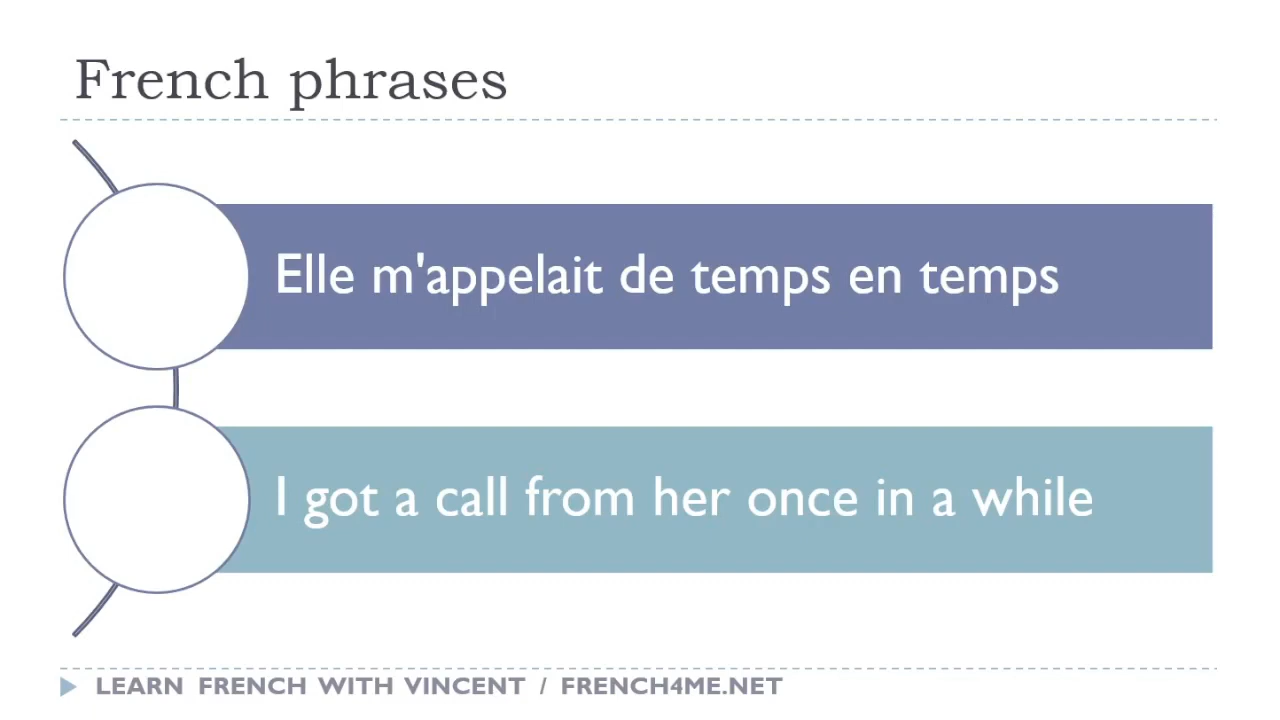 French phrases
Elle m'appelait de temps en temps
I got a call from her once in a while
LEARN FRENCH WITH VINCENT / FRENCH4ME.NET